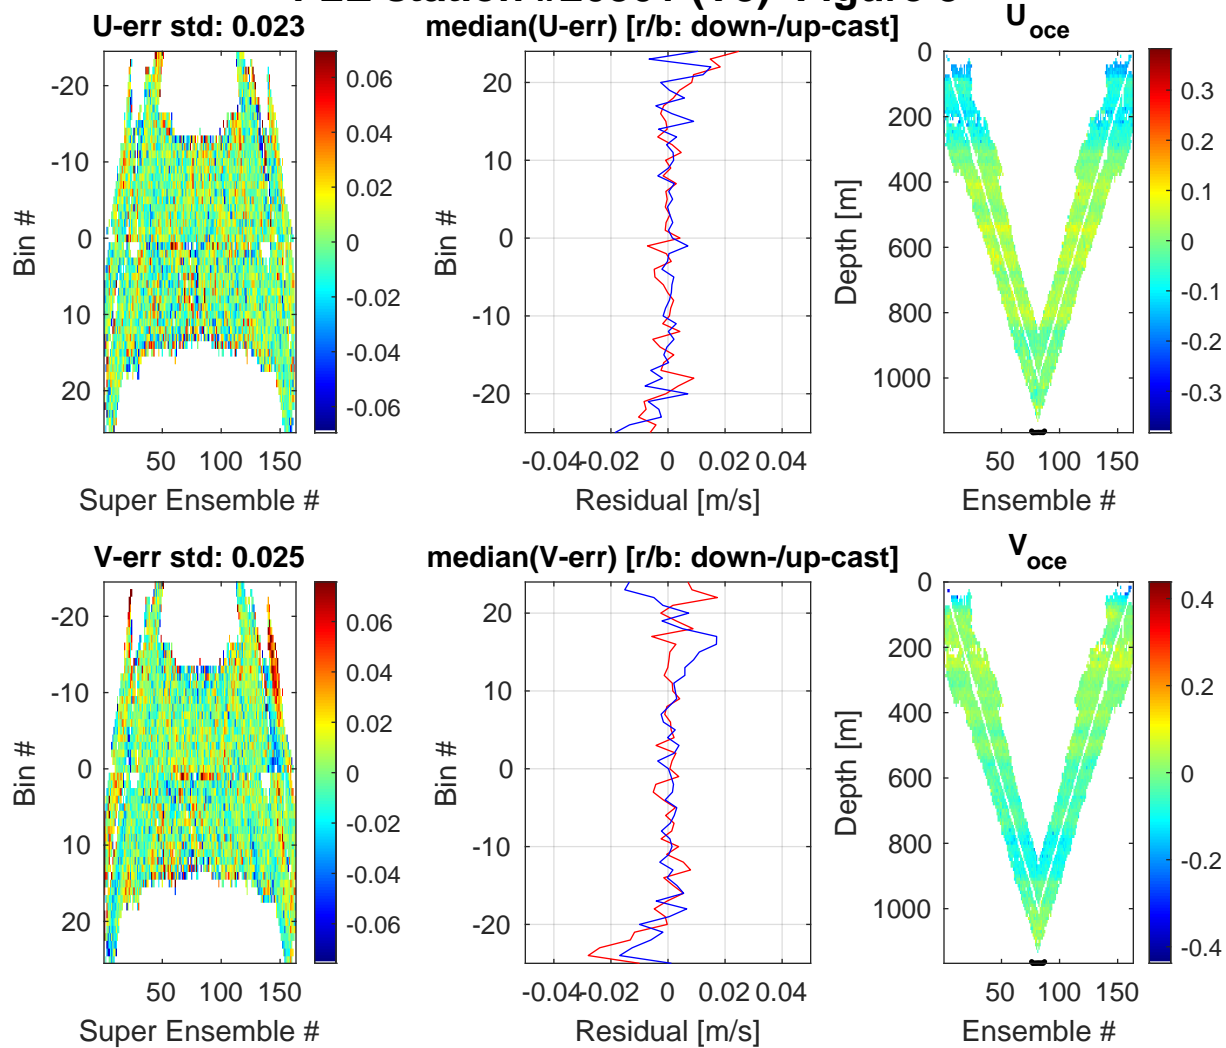 U-err std: 0.023
median(U-err) [r/b: down-/up-cast]
U oce
-20
-10
0
10
20
Bin #
50 100 150
Super Ensemble #
0.06
0.04
0.02
0
-0.02
-0.04
-0.06
20
10
0
-10
-20
Bin #
-0.04 -0.02 0 0.02 0.04
Residual [m/s]
0
200
400
600
800
1000
Depth [m]
50 100 150
Ensemble #
0.3
0.2
0.1
0
-0.1
-0.2
-0.3
V-err std: 0.025
median(V-err) [r/b: down-/up-cast]
V oce
-20
-10
0
10
20
Bin #
50 100 150
Super Ensemble #
0.06
0.04
0.02
0
-0.02
-0.04
-0.06
20
10
0
-10
-20
Bin #
-0.04 -0.02 0 0.02 0.04
Residual [m/s]
0
200
400
600
800
1000
Depth [m]
50 100 150
Ensemble #
0.4
0.2
0
-0.2
-0.4